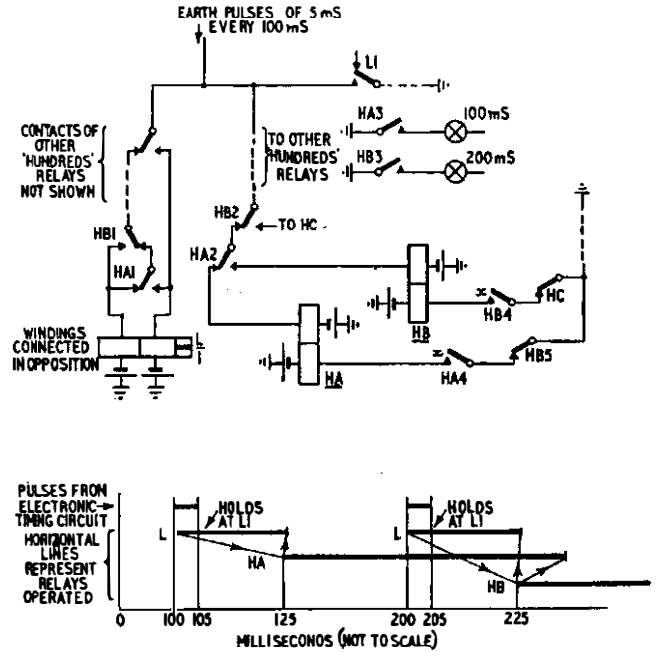 EARTH PULSES OF 5mS
EVERY 100mS
L1
CONTACTS OF
OTHER
'HUNDREDS'
RELAYS
NOT SHOWN
TO OTHER
'HUNDREDS'
RELAYS
HA3
100mS
HB3
200mS
HB2
TO HC
HB1
HA2
HA1
HB
x
HB4
HC
WINDINGS
CONNECTED
IN OPPOSITION
L
HA
x
HA4
HB5
PULSES FROM
ELECTRONIC
TIMING CIRCUIT
HORIZONTAL
LINES
REPRESENT
RELAYS
OPERATED
L
HOLDS
AT L1
HA
HOLDS
AT L1
HB
0
100
105
125
200
205
225
MILLISECONDS (NOT TO SCALE)